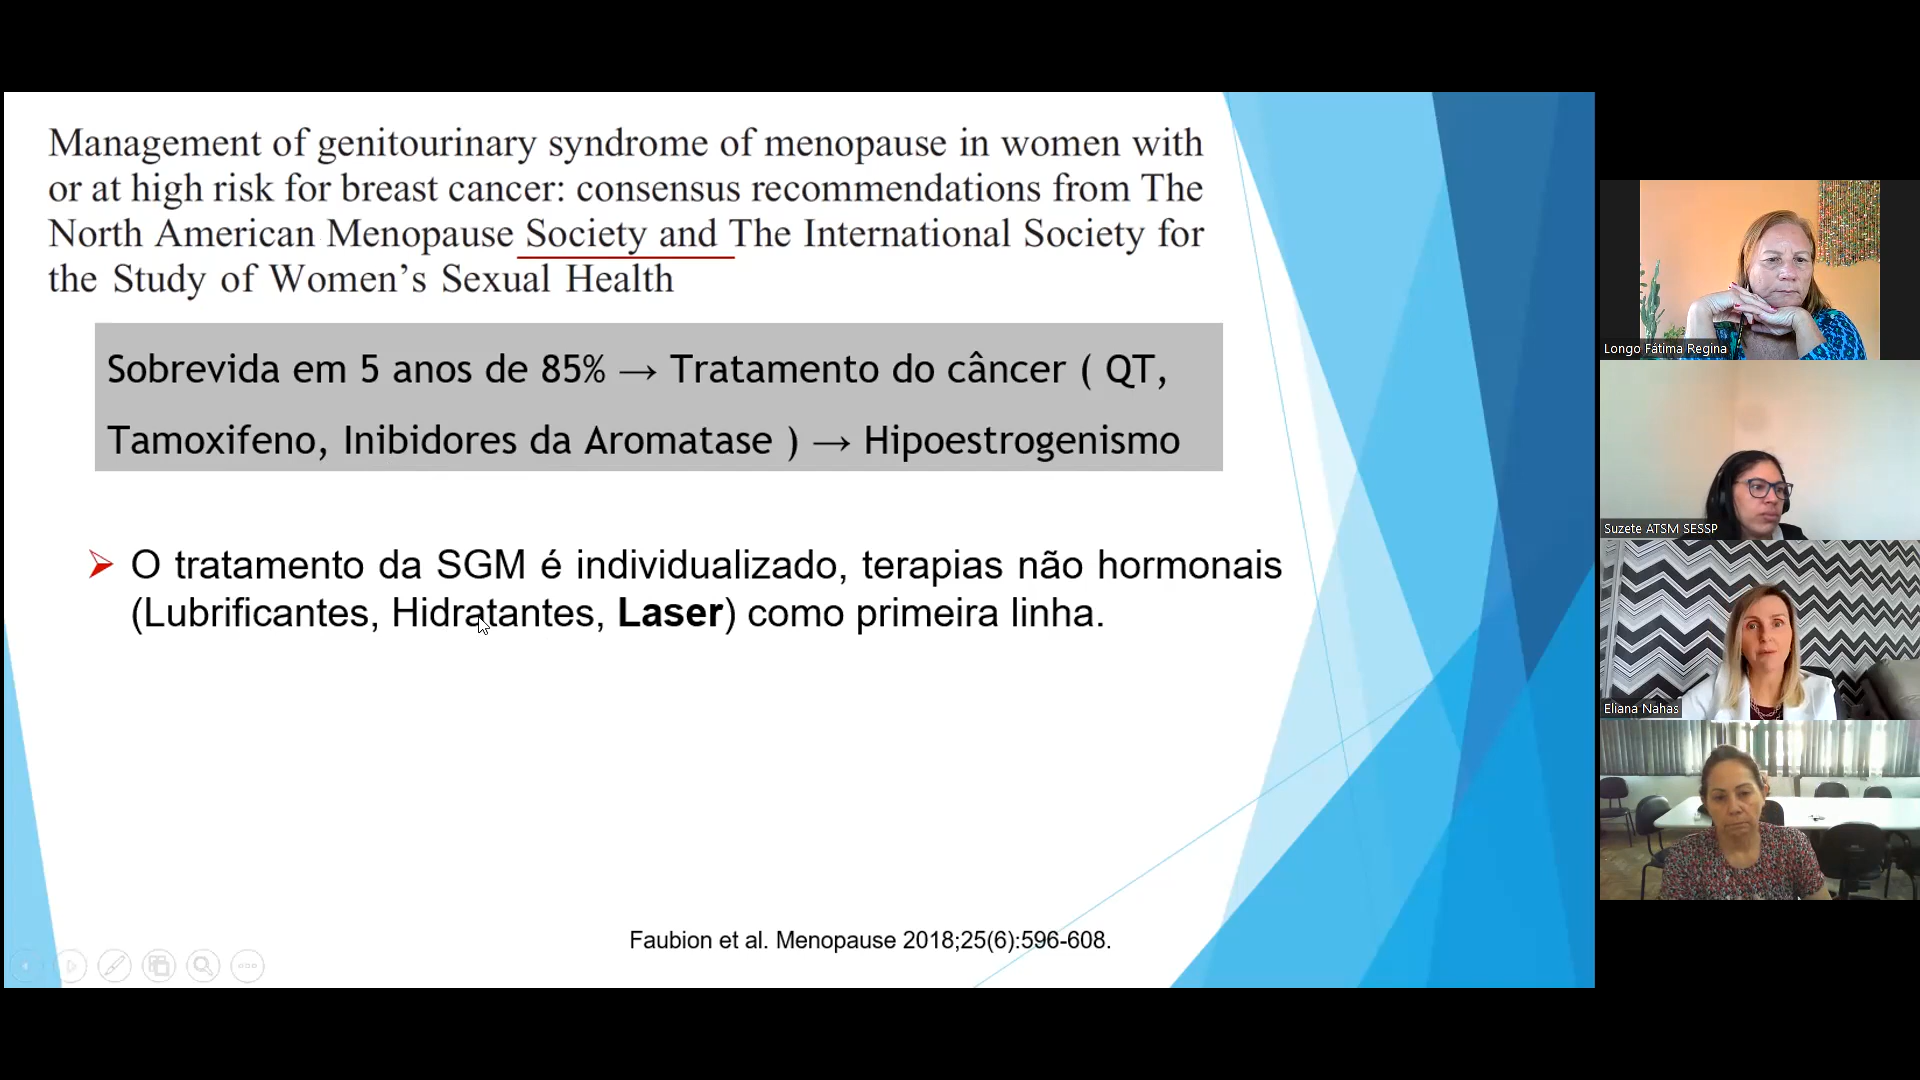 Management of genitourinary syndrome of menopause in women with
or at high risk for breast cancer: consensus recommendations from The
North American Menopause Society and The International Society for
the Study of Women’s Sexual Health
Sobrevida em 5 anos de 85% → Tratamento do câncer ( QT,
Tamoxifeno, Inibidores da Aromatase ) → Hipoestrogenismo
➤ O tratamento da SGM é individualizado, terapias não hormonais
(Lubrificantes, Hidratantes, Laser) como primeira linha.
Faubion et al. Menopause 2018;25(6):596-608.
Longo Fátima Regina
Suzete ATSM SESSP
Eliana Nahas